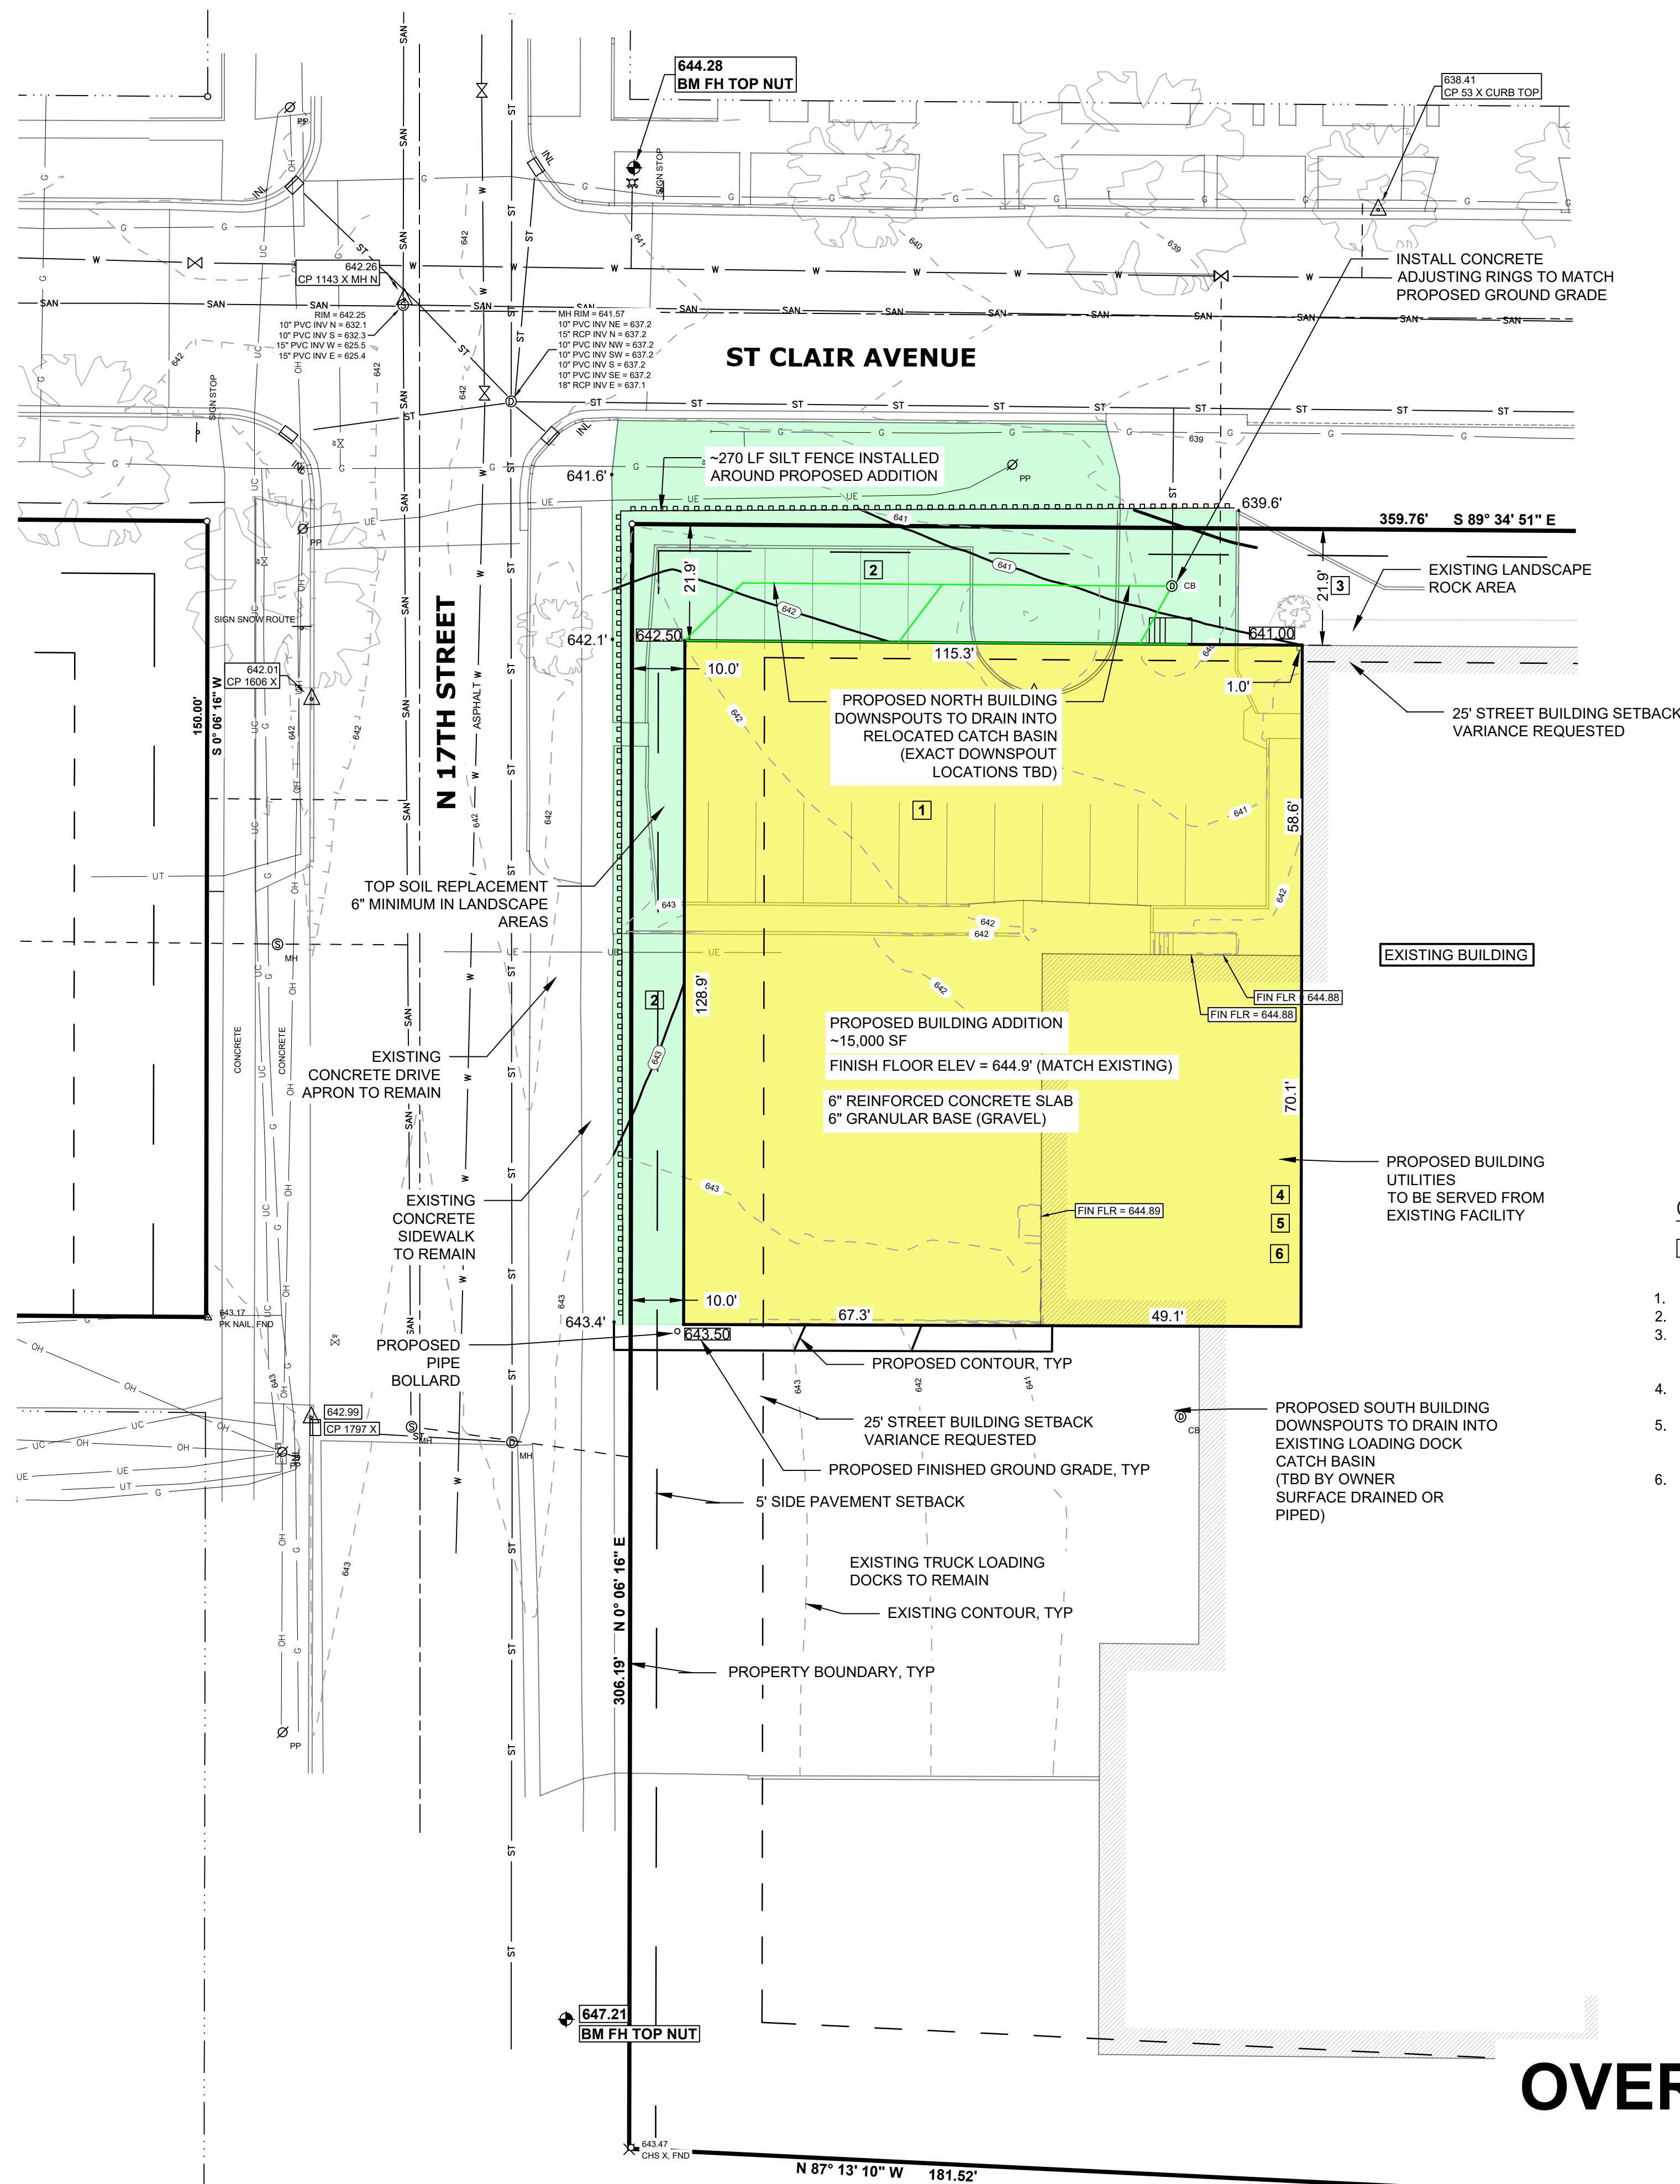 644.28
BM FH TOP NUT
638.41
CP 53 X CURB TOP
INSTALL CONCRETE
ADJUSTING RINGS TO MATCH
PROPOSED GROUND GRADE
642.26
CP 1143 X MH N
RIM = 642.25
10" PVC INV N = 632.1
10" PVC INV S = 632.3
15" PVC INV W = 625.5
15" PVC INV E = 625.4
MH RIM = 641.57
10" PVC INV NE = 637.2
15" RCP INV N = 637.2
10" PVC INV NW = 637.2
10" PVC INV SW = 637.2
10" PVC INV S = 637.2
10" PVC INV SE = 637.2
18" RCP INV E = 637.1
ST CLAIR AVENUE
SIGN STOP
SIGN STOP
~270 LF SILT FENCE INSTALLED
AROUND PROPOSED ADDITION
641.6'
639.6'
359.76' S 89° 34' 51" E
EXISTING LANDSCAPE
ROCK AREA
21.9'
2
21.9'
3
CB
SIGN SNOW ROUTE
642.01
CP 1606 X
N 17TH STREET
ASPHALT
150.00'
S 0° 06' 16" W
642.1'
642.50
641.00
115.3'
10.0'
1.0'
PROPOSED NORTH BUILDING
DOWNSPOUTS TO DRAIN INTO
RELOCATED CATCH BASIN
(EXACT DOWNSPOUT
LOCATIONS TBD)
25' STREET BUILDING SETBACK
VARIANCE REQUESTED
1
58.6'
TOP SOIL REPLACEMENT
6" MINIMUM IN LANDSCAPE
AREAS
EXISTING BUILDING
FIN FLR = 644.88
FIN FLR = 644.88
2
128.9'
PROPOSED BUILDING ADDITION
~15,000 SF
FINISH FLOOR ELEV = 644.9' (MATCH EXISTING)
6" REINFORCED CONCRETE SLAB
6" GRANULAR BASE (GRAVEL)
70.1'
CONCRETE
CONCRETE
EXISTING
CONCRETE DRIVE
APRON TO REMAIN
PROPOSED BUILDING
UTILITIES
TO BE SERVED FROM
EXISTING FACILITY
EXISTING
CONCRETE
SIDEWALK
TO REMAIN
FIN FLR = 644.89
4
5
6
1.
2.
3.
4.
5.
6.
10.0'
67.3'
49.1'
643.4'
643.50
643.17
PK NAIL, FND
PROPOSED
PIPE
BOLLARD
PROPOSED CONTOUR, TYP
642.99
CP 1797 X
MH
MH
MH
CB
25' STREET BUILDING SETBACK
VARIANCE REQUESTED
PROPOSED SOUTH BUILDING
DOWNSPOUTS TO DRAIN INTO
EXISTING LOADING DOCK
CATCH BASIN
(TBD BY OWNER
SURFACE DRAINED OR
PIPED)
PROPOSED FINISHED GROUND GRADE, TYP
5' SIDE PAVEMENT SETBACK
EXISTING TRUCK LOADING
DOCKS TO REMAIN
EXISTING CONTOUR, TYP
306.19' N 0° 06' 16" E
PROPERTY BOUNDARY, TYP
647.21
BM FH TOP NUT
OVER
643.47
CHS X, FND
N 87° 13' 10" W 181.52'